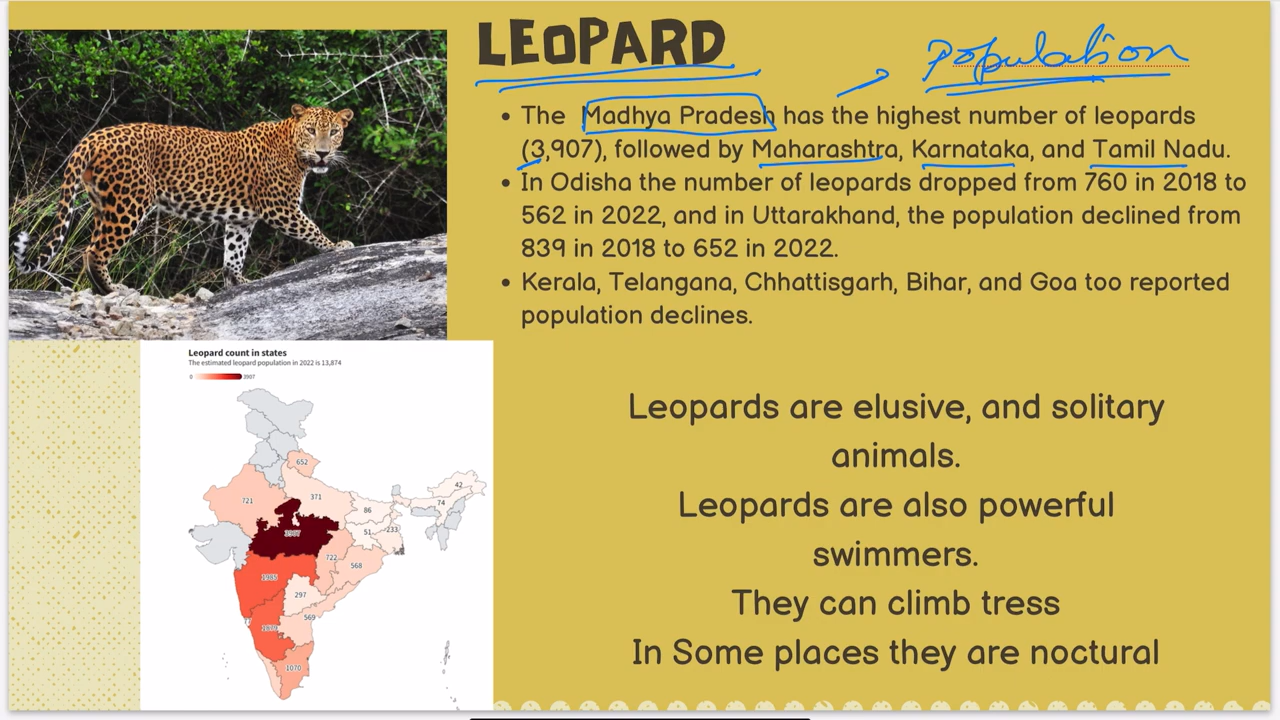 LEOPARD
Population
• The Madhya Pradesh has the highest number of leopards
(3,907), followed by Maharashtra, Karnataka, and Tamil Nadu.
• In Odisha the number of leopards dropped from 760 in 2018 to
562 in 2022, and in Uttarakhand, the population declined from
839 in 2018 to 652 in 2022.
• Kerala, Telangana, Chhattisgarh, Bihar, and Goa too reported
population declines.
Leopard count in states
The estimated leopard population in 2022 is 13,874
0 3907
652
42
721
371
74
86
233
51
3907
722
568
1985
297
569
1070
Leopards are elusive, and solitary
animals.
Leopards are also powerful
swimmers.
They can climb tress
In Some places they are noctural